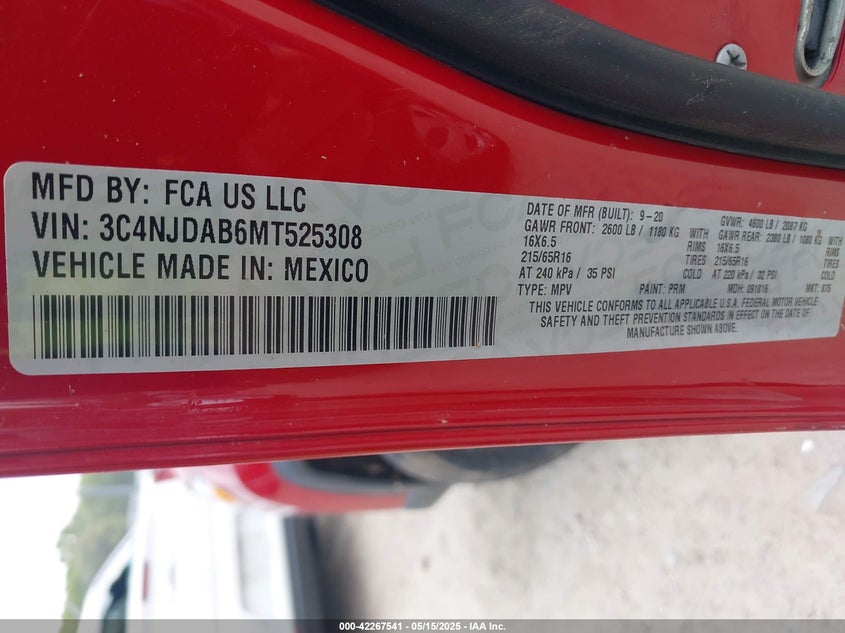 MFD BY: FCA US LLC
VIN: 3C4NJDAB6MT525308
VEHICLE MADE IN: MEXICO
DATE OF MFR (BUILT): 9-20 GVWR: 4600 LB / 2087 KG
GAWR FRONT: 2600 LB / 1180 KG WITH GAWR REAR: 2380 LB / 1080 KG WITH
16X6.5 RIMS 16X6.5 RIMS
215/65R16 TIRES 215/65R16 TIRES
AT 240 kPa / 35 PSI COLD AT 220 kPa / 32 PSI COLD
TYPE: MPV PAINT: PRM MDH: 091816 MKT: 875
THIS VEHICLE CONFORMS TO ALL APPLICABLE U.S.A. FEDERAL MOTOR VEHICLE
SAFETY AND THEFT PREVENTION STANDARDS IN EFFECT ON THE DATE OF
MANUFACTURE SHOWN ABOVE.
000-42267541 - 05/15/2025 - IAA Inc.